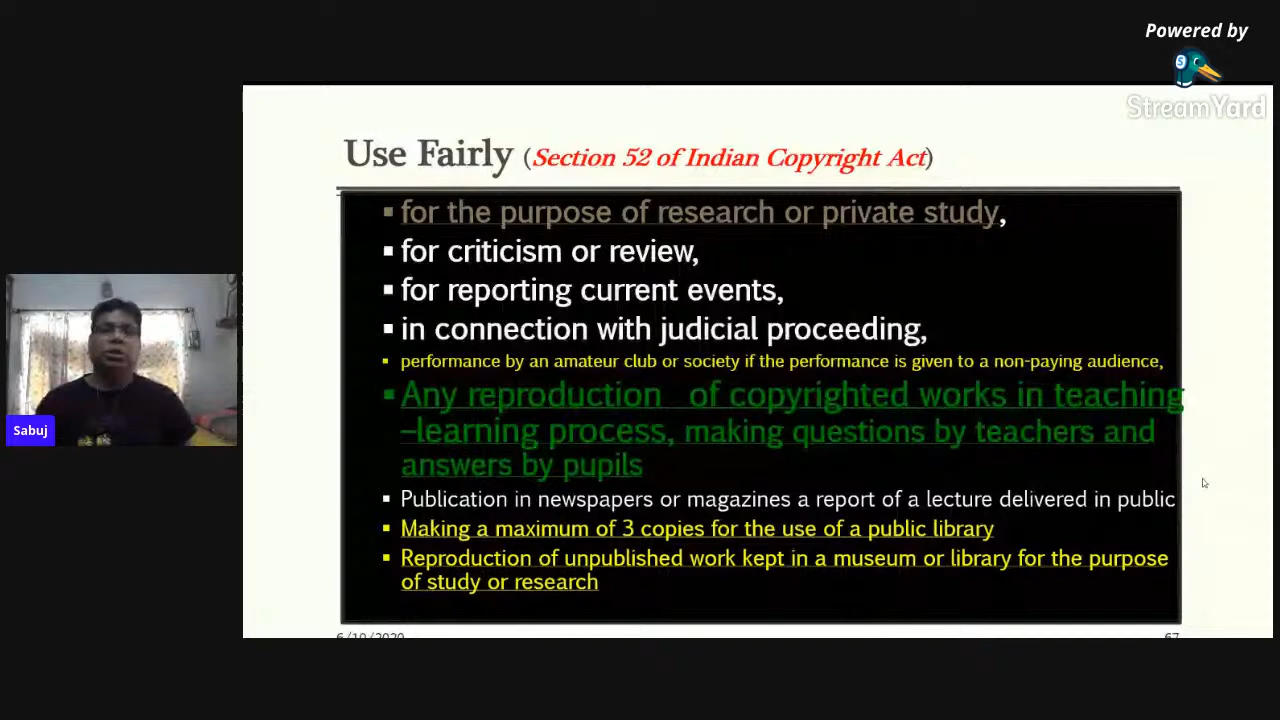 Powered by
StreamYard
Use Fairly (Section 52 of Indian Copyright Act)
for the purpose of research or private study,
for criticism or review,
for reporting current events,
in connection with judicial proceeding,
performance by an amateur club or society if the performance is given to a non-paying audience,
Any reproduction of copyrighted works in teaching
–learning process, making questions by teachers and
answers by pupils
Publication in newspapers or magazines a report of a lecture delivered in public
Making a maximum of 3 copies for the use of a public library
Reproduction of unpublished work kept in a museum or library for the purpose
of study or research
6/10/2020
67
Sabuj